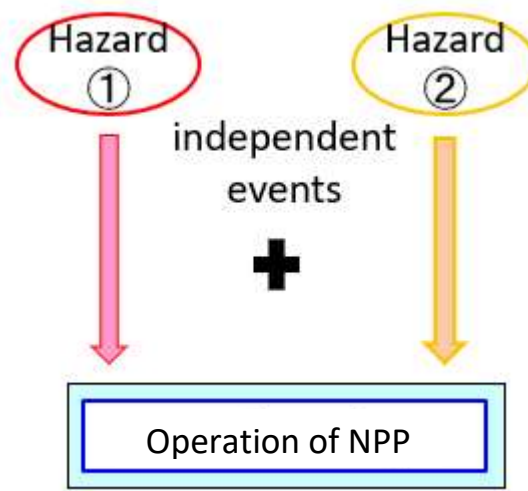 Hazard
①
Hazard
②
independent
events
Operation of NPP